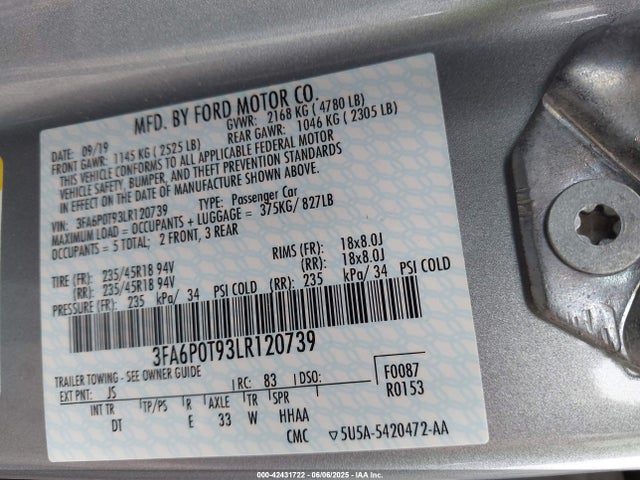 MFD. BY FORD MOTOR CO.
DATE: 09/19 GVWR: 2168 KG ( 4780 LB)
FRONT GAWR: 1145 KG ( 2525 LB) REAR GAWR: 1046 KG ( 2305 LB)
THIS VEHICLE CONFORMS TO ALL APPLICABLE FEDERAL MOTOR
VEHICLE SAFETY, BUMPER, AND THEFT PREVENTION STANDARDS
IN EFFECT ON THE DATE OF MANUFACTURE SHOWN ABOVE.
VIN: 3FA6P0T93LR120739 TYPE: Passenger Car
MAXIMUM LOAD = OCCUPANTS + LUGGAGE = 375KG/ 827LB
OCCUPANTS = 5 TOTAL; 2 FRONT, 3 REAR
TIRE (FR): 235/45R18 94V RIMS (FR): 18x8.0J
(RR): 235/45R18 94V (RR): 18x8.0J
PRESSURE (FR): 235 kPa/ 34 PSI COLD (RR): 235 kPa/ 34 PSI COLD
3FA6P0T93LR120739
TRAILER TOWING - SEE OWNER GUIDE
EXT PNT: JS RC: 83 DSO: F0087
INT TR TP/PS R AXLE TR SPR R0153
DT E 33 W HHAA
CMC ▽5U5A-5420472-AA
000-42431722 - 06/06/2025 - IAAI.com